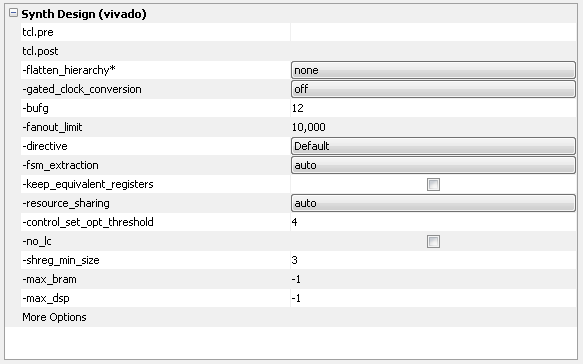 Synth Design (vivado)
tcl.pre
tcl.post
-flatten_hierarchy* none
-gated_clock_conversion off
-bufg 12
-fanout_limit 10,000
-directive Default
-fsm_extraction auto
-keep_equivalent_registers
-resource_sharing auto
-control_set_opt_threshold 4
-no_lc
-shreg_min_size 3
-max_bram -1
-max_dsp -1
More Options